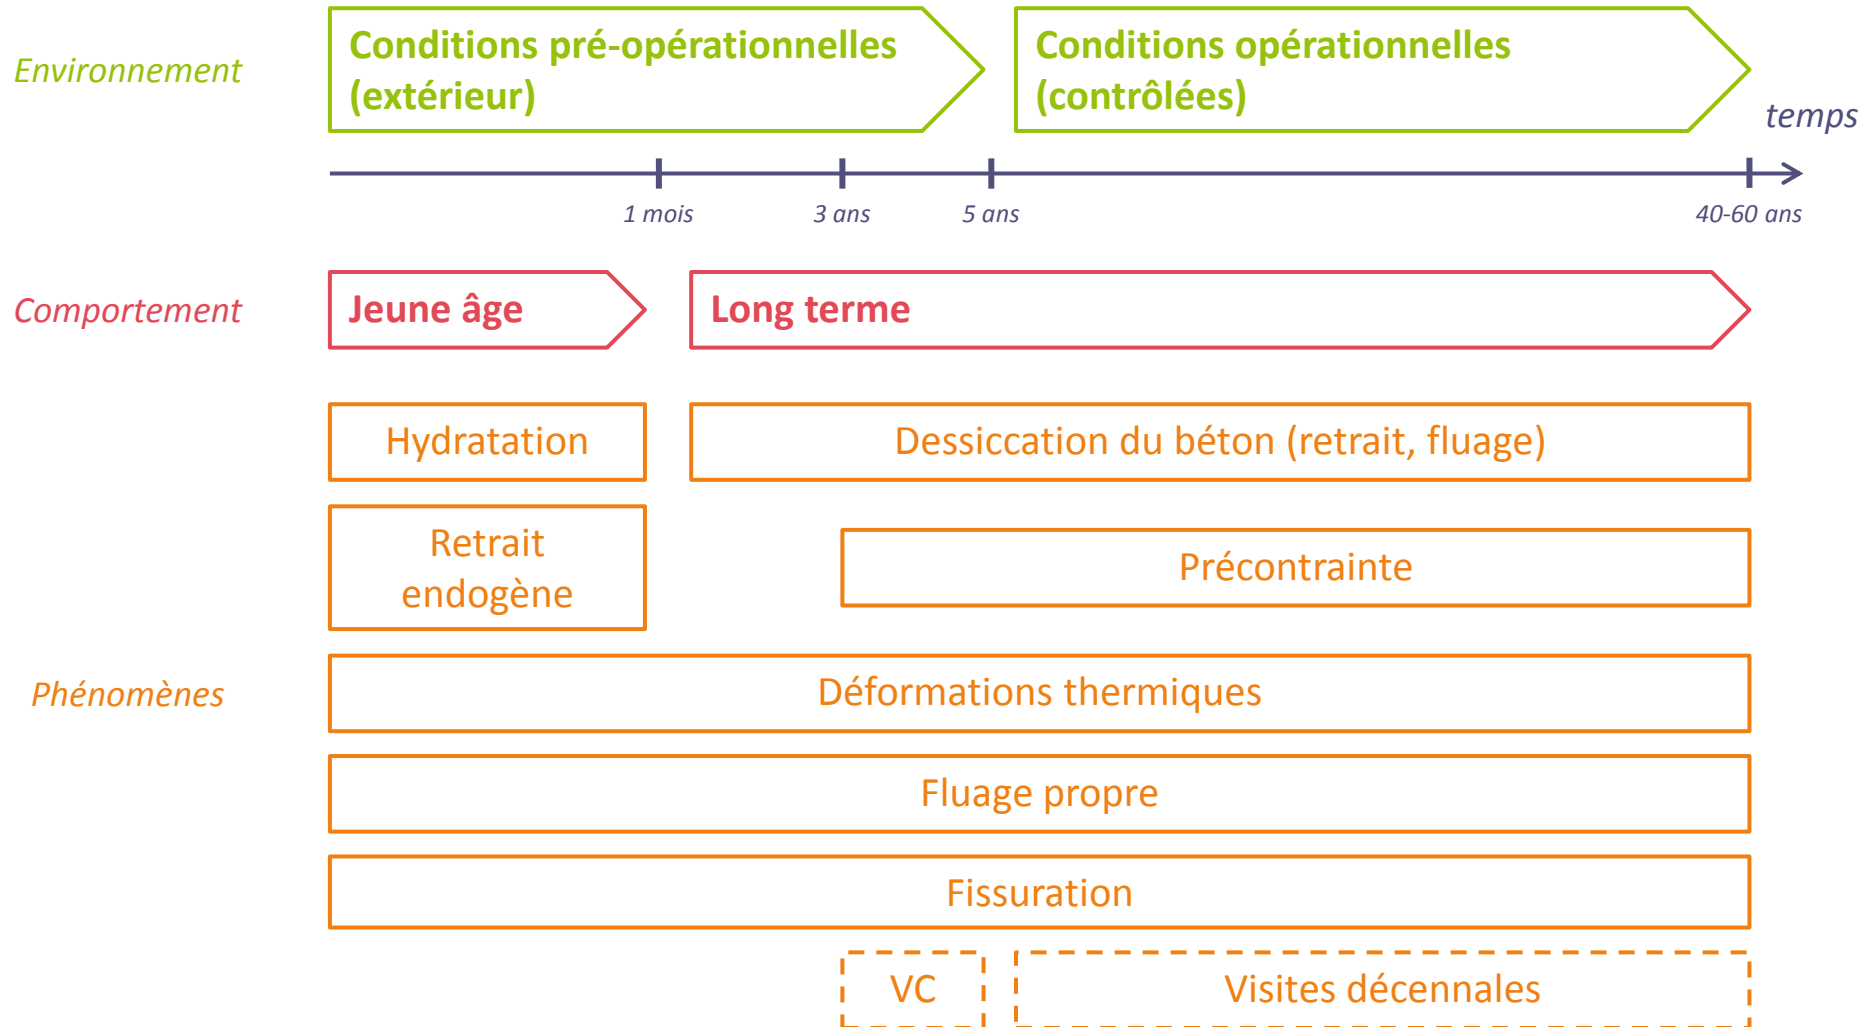 Environnement
Conditions pré-opérationnelles
(extérieur)
Conditions opérationnelles
(contrôlées)
temps
1 mois
3 ans
5 ans
40-60 ans
Comportement
Jeune âge
Long terme
Phénomènes
Hydratation
Dessiccation du béton (retrait, fluage)
Retrait
endogène
Précontrainte
Déformations thermiques
Fluage propre
Fissuration
VC
Visites décennales